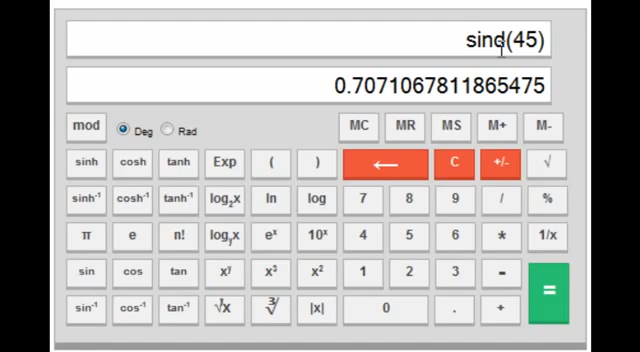 sind(45)
0.7071067811865475
mod Deg Rad MC MR MS M+ M-
sinh cosh tanh Exp ( ) ← C +/- √
sinh⁻¹ cosh⁻¹ tanh⁻¹ log₂x ln log 7 8 9 / %
π e n! logᵧx eˣ 10ˣ 4 5 6 * 1/x
sin cos tan xʸ x³ x² 1 2 3 - =
sin⁻¹ cos⁻¹ tan⁻¹ ʸ√x ³√ |x| 0 . +